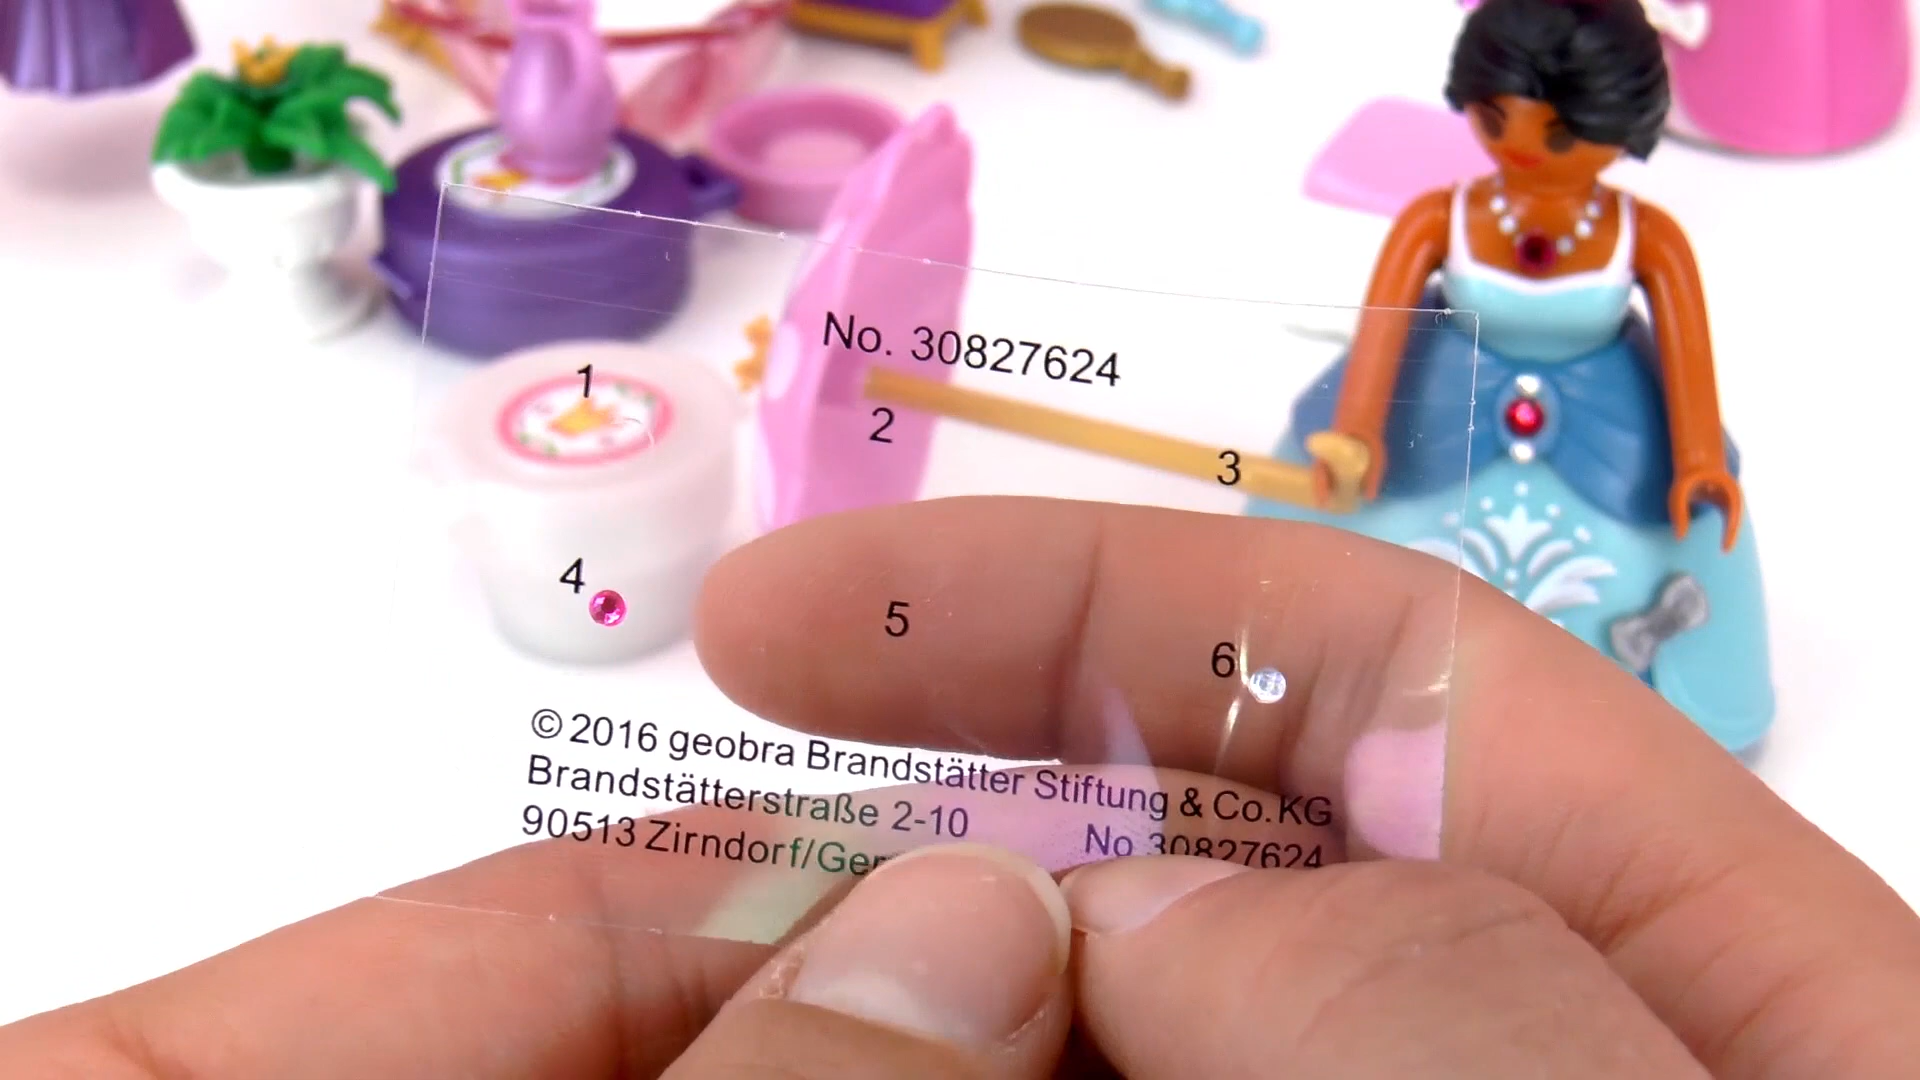 No. 30827624
1
2
3
4
5
6
© 2016 geobra Brandstätter Stiftung & Co. KG
Brandstätterstraße 2-10
90513 Zirndorf/Ger
No 30827624